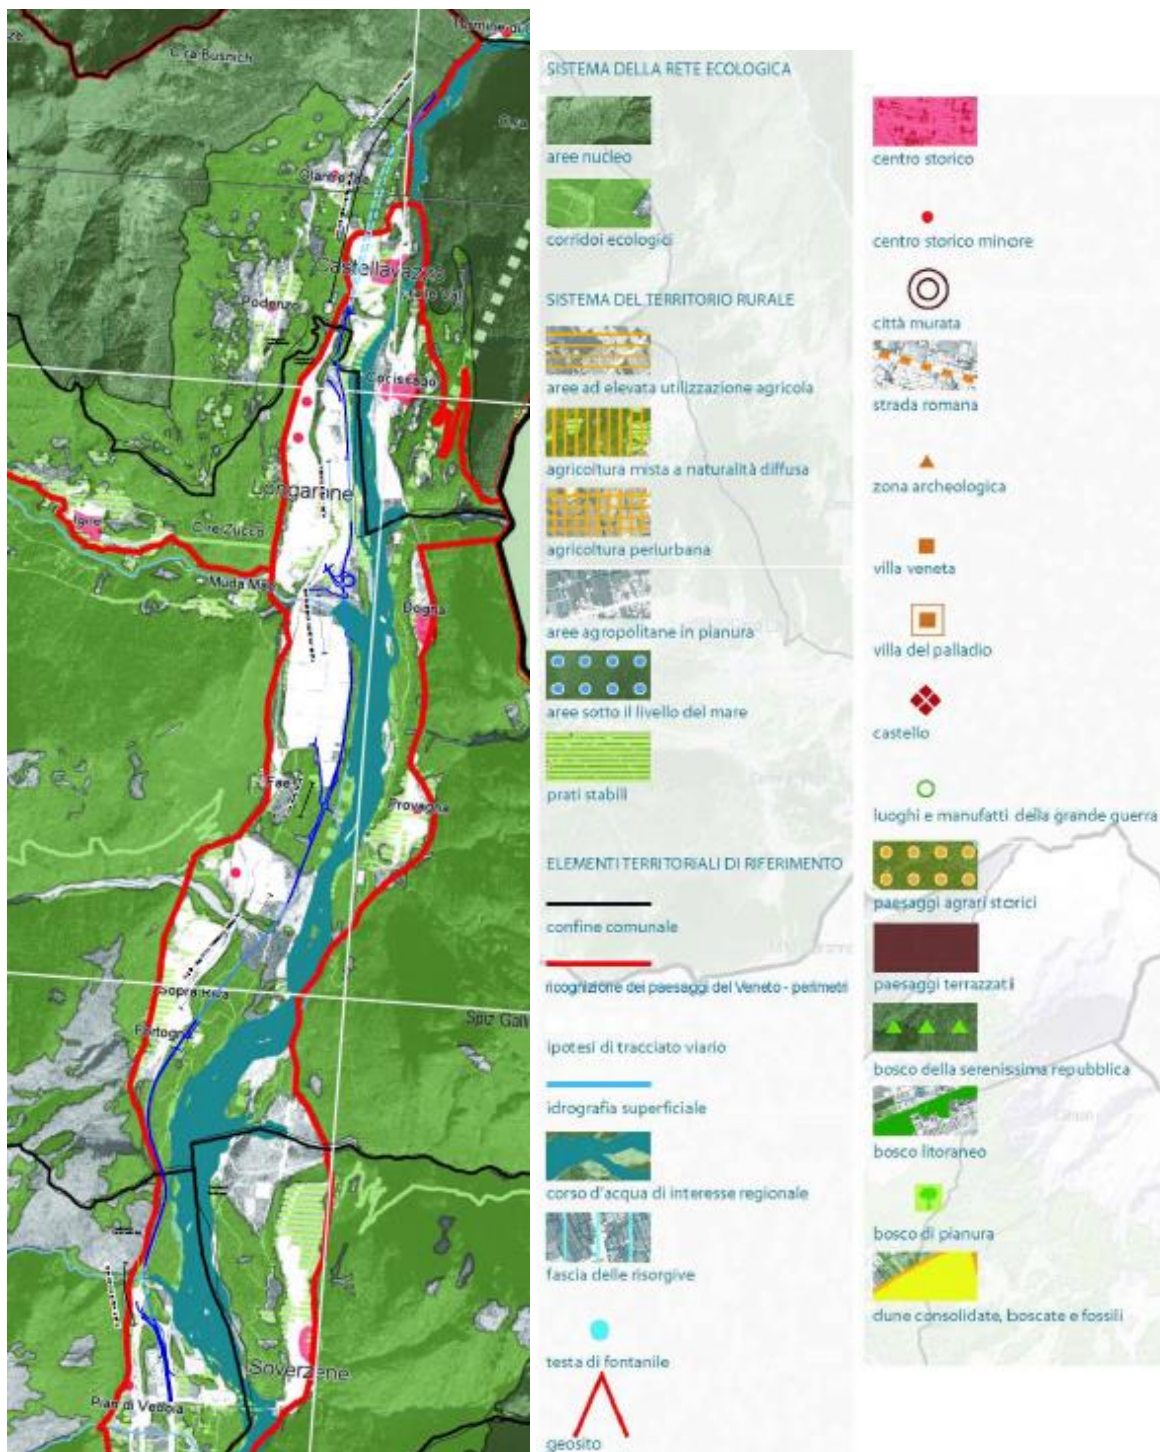 C.ra Busnich
Castellavazzo
Podenzo
Codissago
Longarone
Igne
C.re Zucco
Dogna
Fae
Provagna
Sopra Riva
Fortogna
Soverzene
Pian di Vedoia
SISTEMA DELLA RETE ECOLOGICA
aree nucleo
corridoi ecologici
SISTEMA DEL TERRITORIO RURALE
aree ad elevata utilizzazione agricola
agricoltura mista a naturalità diffusa
agricoltura periurbana
aree agropolitane in pianura
aree sotto il livello del mare
prati stabili
ELEMENTI TERRITORIALI DI RIFERIMENTO
confine comunale
ricognizione dei paesaggi del Veneto - perimetri
ipotesi di tracciato viario
idrografia superficiale
corso d'acqua di interesse regionale
fascia delle risorgive
testa di fontanile
geosito
centro storico
centro storico minore
città murata
strada romana
zona archeologica
villa veneta
villa del palladio
castello
luoghi e manufatti della grande guerra
paesaggi agrari storici
paesaggi terrazzati
bosco della serenissima repubblica
bosco litoraneo
bosco di pianura
dune consolidate, boscate e fossili